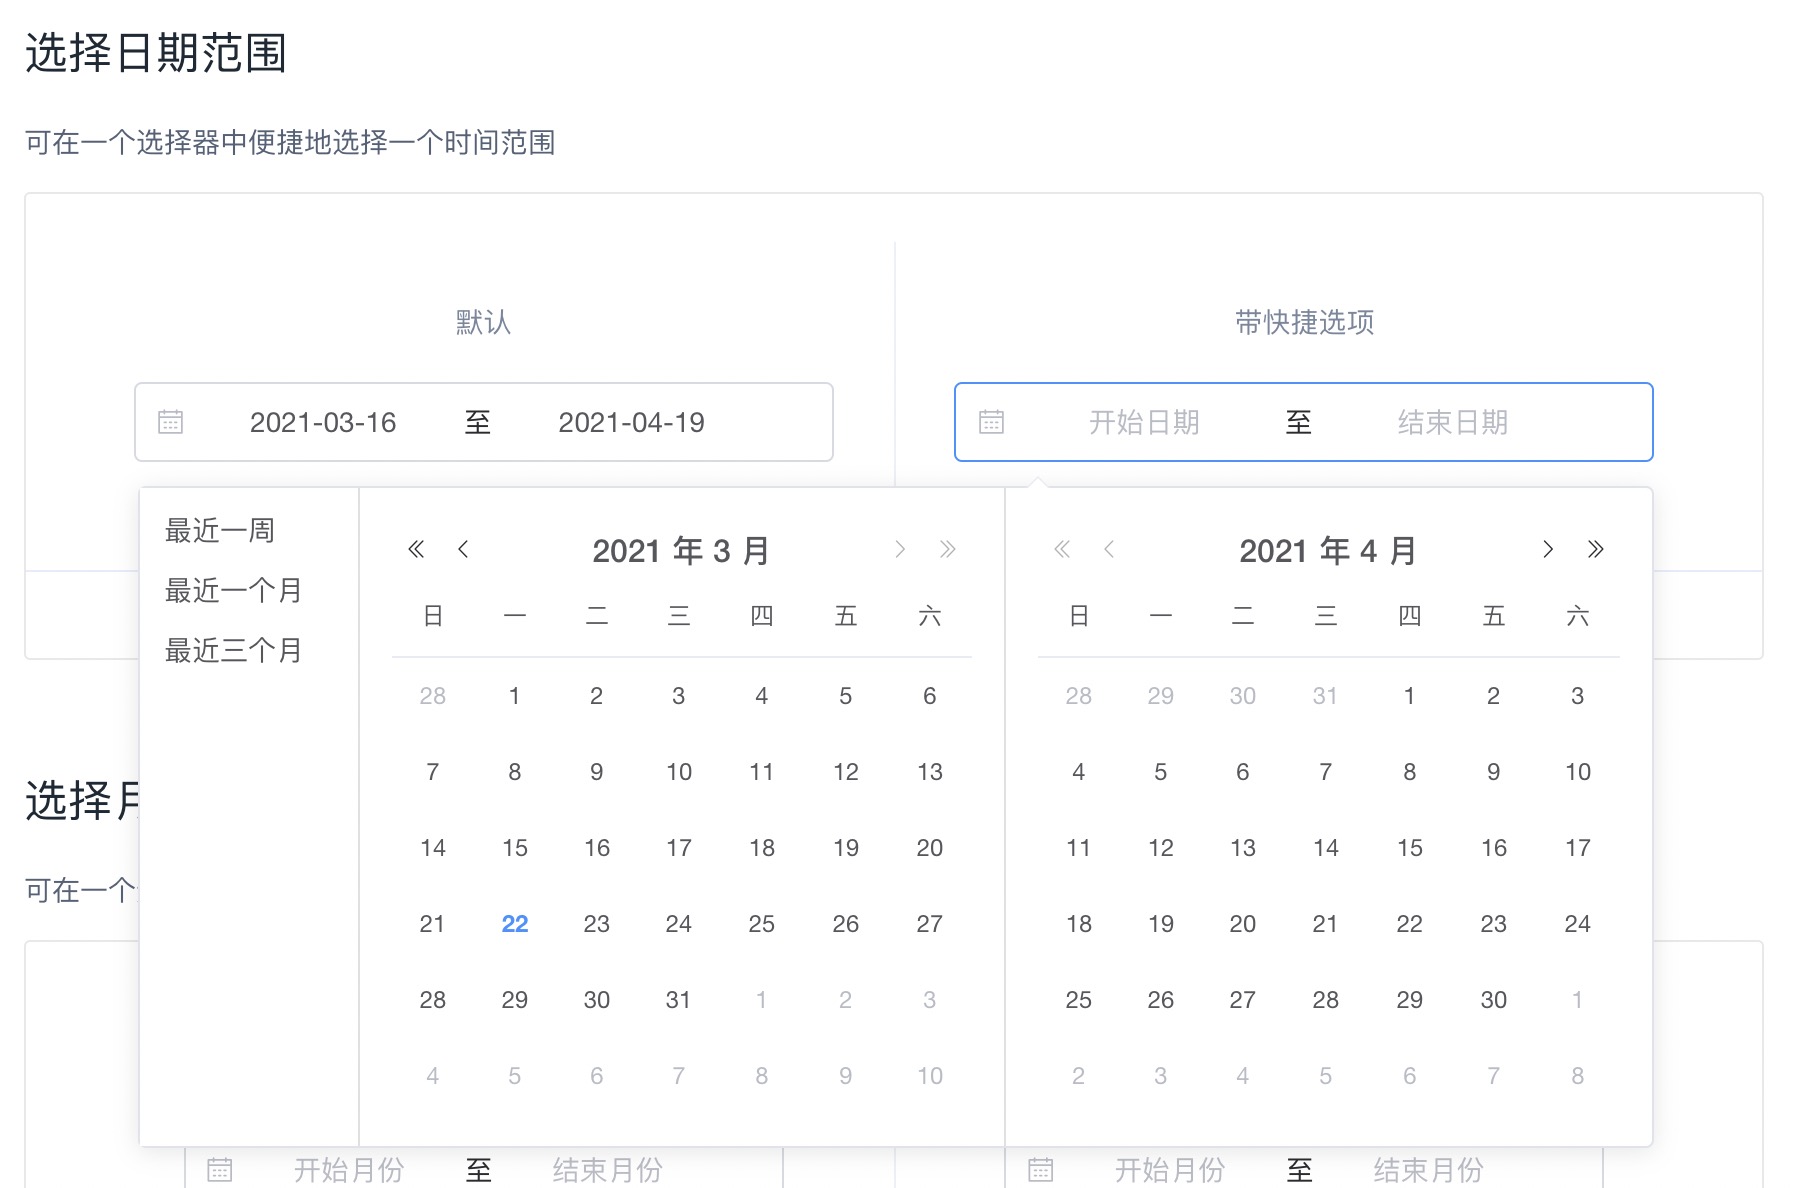 选择日期范围
可在一个选择器中便捷地选择一个时间范围
默认
带快捷选项
2021-03-16 至 2021-04-19
开始日期 至 结束日期
最近一周
最近一个月
最近三个月
2021 年 3 月
日 一 二 三 四 五 六
28 1 2 3 4 5 6
7 8 9 10 11 12 13
14 15 16 17 18 19 20
21 22 23 24 25 26 27
28 29 30 31 1 2 3
4 5 6 7 8 9 10
2021 年 4 月
日 一 二 三 四 五 六
28 29 30 31 1 2 3
4 5 6 7 8 9 10
11 12 13 14 15 16 17
18 19 20 21 22 23 24
25 26 27 28 29 30 1
2 3 4 5 6 7 8
选择月
可在一个
开始月份 至 结束月份
开始月份 至 结束月份